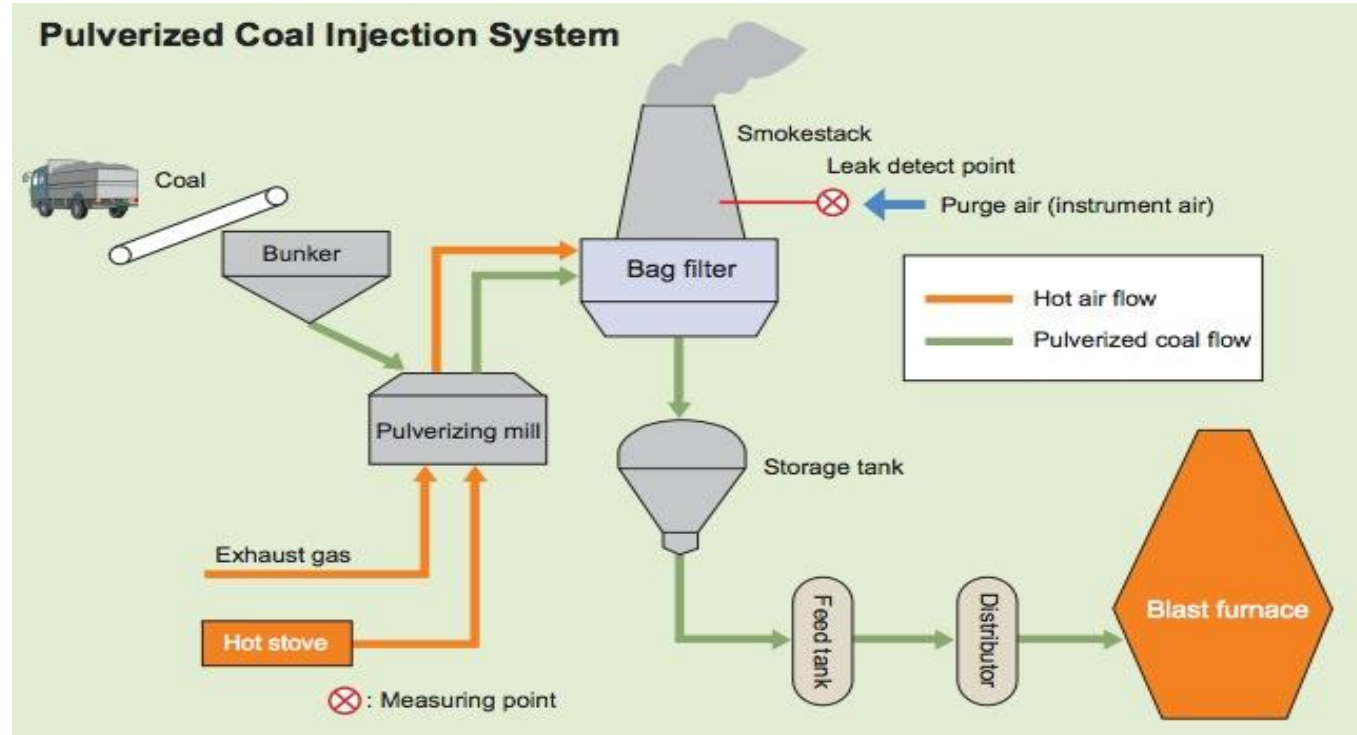 Pulverized Coal Injection System
Smokestack
Leak detect point
Coal
Purge air (instrument air)
Bunker
Bag filter
Hot air flow
Pulverized coal flow
Pulverizing mill
Storage tank
Exhaust gas
Feed tank
Distributor
Blast furnace
Hot stove
: Measuring point